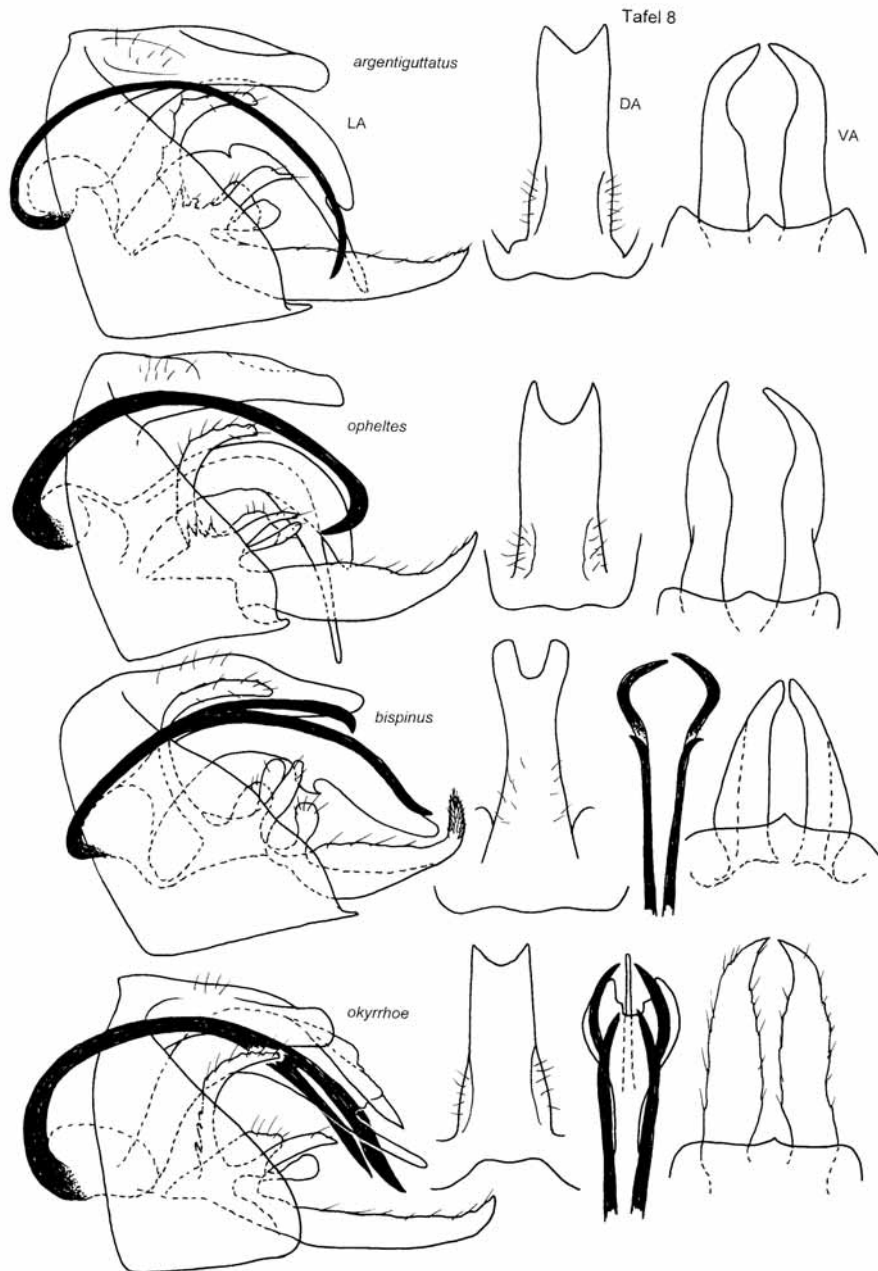 Tafel 8
argentiguttatus
LA
DA
VA
opheltes
bispinus
okyrrhoe